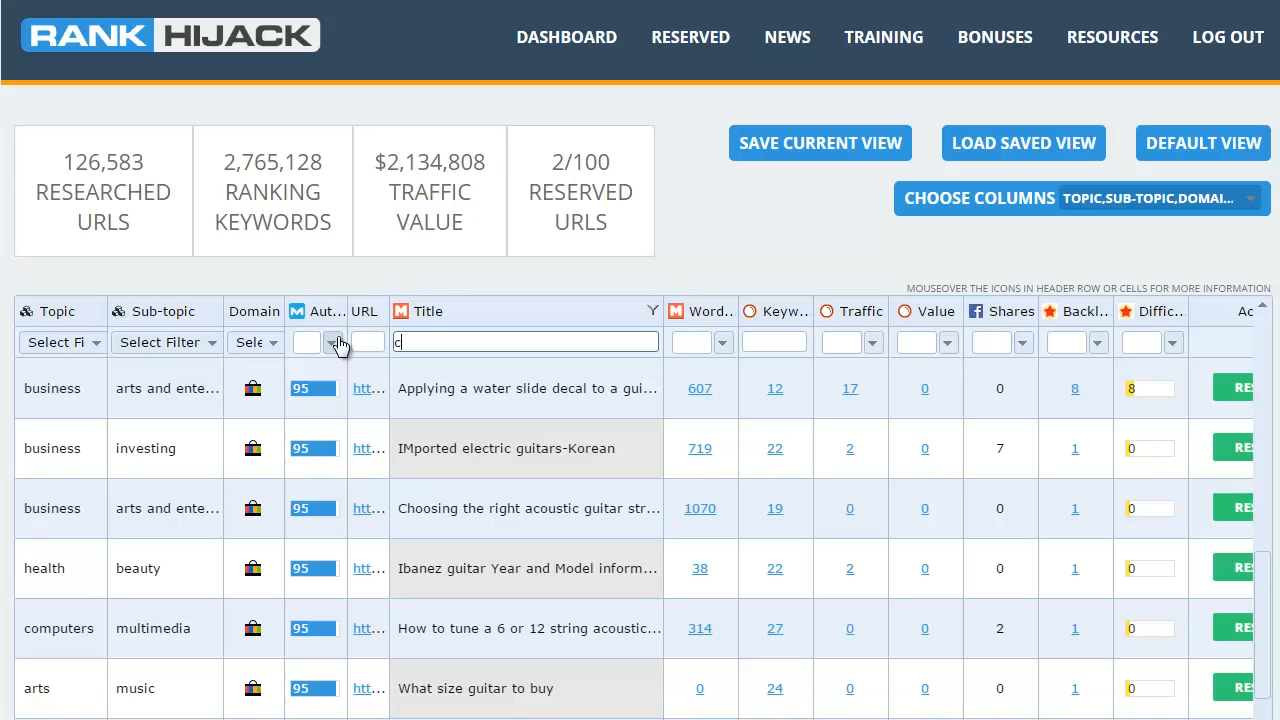 RANK HIJACK
DASHBOARD RESERVED NEWS TRAINING BONUSES RESOURCES LOG OUT
126,583 RESEARCHED URLS
2,765,128 RANKING KEYWORDS
$2,134,808 TRAFFIC VALUE
2/100 RESERVED URLS
SAVE CURRENT VIEW LOAD SAVED VIEW DEFAULT VIEW
CHOOSE COLUMNS TOPIC,SUB-TOPIC,DOMAI...
MOUSEOVER THE ICONS IN HEADER ROW OR CELLS FOR MORE INFORMATION
Topic Sub-topic Domain Aut... URL Title Word.. Keyw... Traffic Value Shares Backl... Diffic... Ac
Select Fi Select Filter Sele c
business arts and ente... 95 htt... Applying a water slide decal to a gui... 607 12 17 0 0 8 8 RE
business investing 95 htt... IMported electric guitars-Korean 719 22 2 0 7 1 0 RE
business arts and ente... 95 htt... Choosing the right acoustic guitar str... 1070 19 0 0 0 1 0 RE
health beauty 95 htt... Ibanez guitar Year and Model inform... 38 22 2 0 0 1 0 RE
computers multimedia 95 htt... How to tune a 6 or 12 string acoustic... 314 27 0 0 2 1 0 RE
arts music 95 htt... What size guitar to buy 0 24 0 0 0 1 0 RE